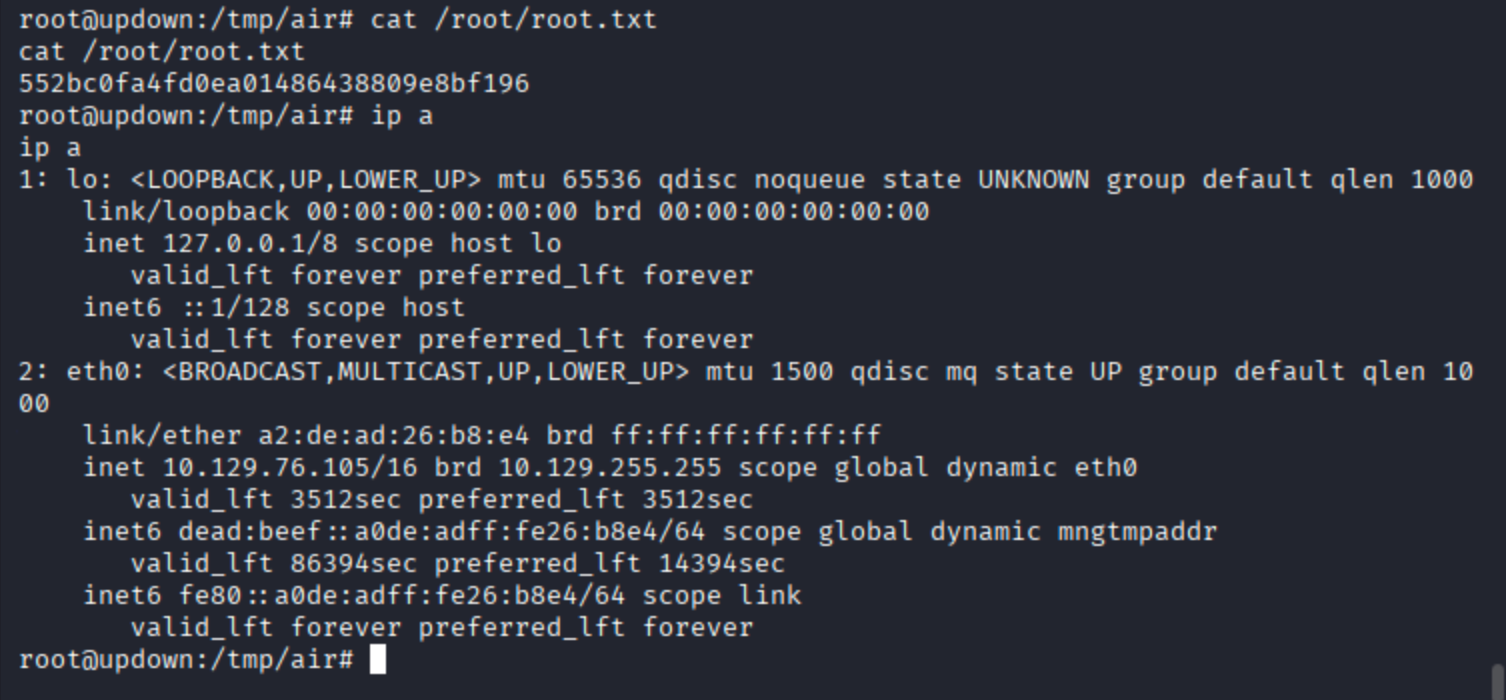 root@updown:/tmp/air# cat /root/root.txt
cat /root/root.txt
552bc0fa4fd0ea01486438809e8bf196
root@updown:/tmp/air# ip a
ip a
1: lo: <LOOPBACK,UP,LOWER_UP> mtu 65536 qdisc noqueue state UNKNOWN group default qlen 1000
    link/loopback 00:00:00:00:00:00 brd 00:00:00:00:00:00
    inet 127.0.0.1/8 scope host lo
       valid_lft forever preferred_lft forever
    inet6 ::1/128 scope host
       valid_lft forever preferred_lft forever
2: eth0: <BROADCAST,MULTICAST,UP,LOWER_UP> mtu 1500 qdisc mq state UP group default qlen 10
00
    link/ether a2:de:ad:26:b8:e4 brd ff:ff:ff:ff:ff:ff
    inet 10.129.76.105/16 brd 10.129.255.255 scope global dynamic eth0
       valid_lft 3512sec preferred_lft 3512sec
    inet6 dead:beef::a0de:adff:fe26:b8e4/64 scope global dynamic mngtmpaddr
       valid_lft 86394sec preferred_lft 14394sec
    inet6 fe80::a0de:adff:fe26:b8e4/64 scope link
       valid_lft forever preferred_lft forever
root@updown:/tmp/air#